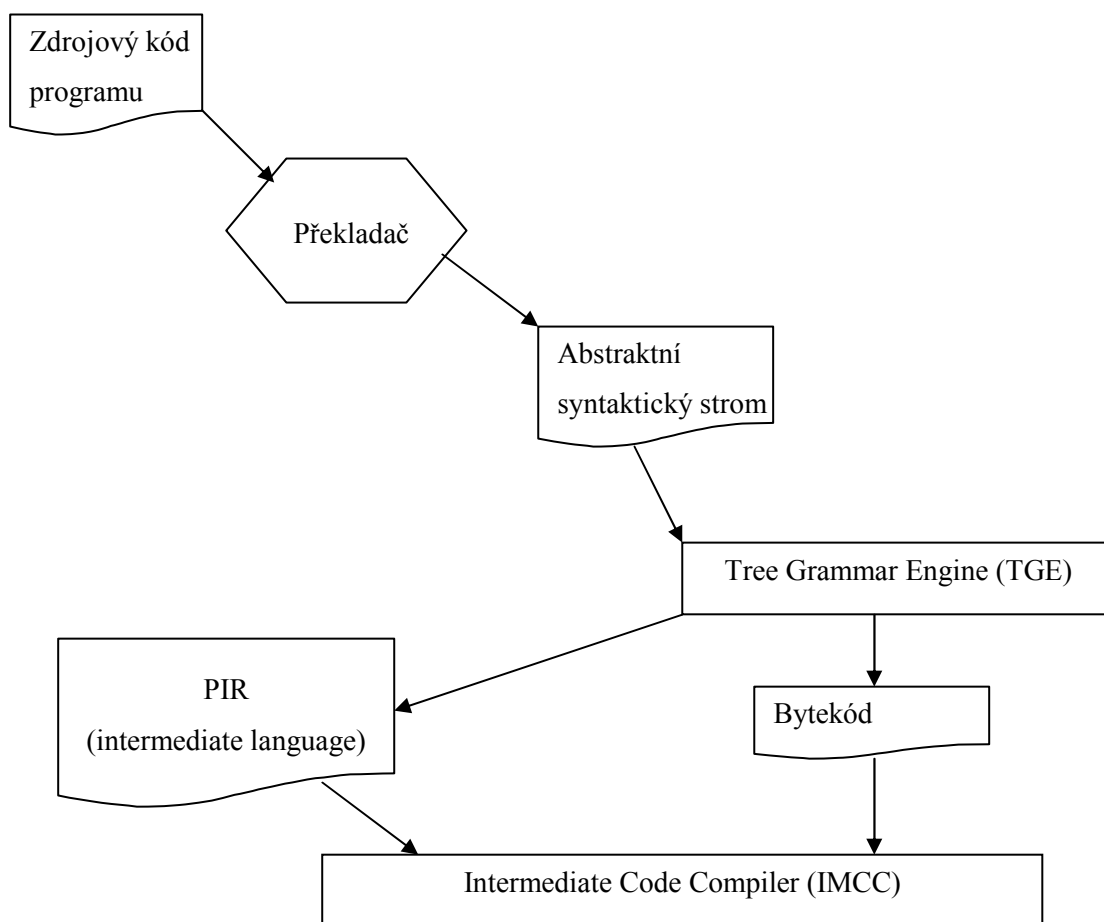 Zdrojový kód
programu
Překladač
Abstraktní
syntaktický strom
Tree Grammar Engine (TGE)
PIR
(intermediate language)
Bytekód
Intermediate Code Compiler (IMCC)